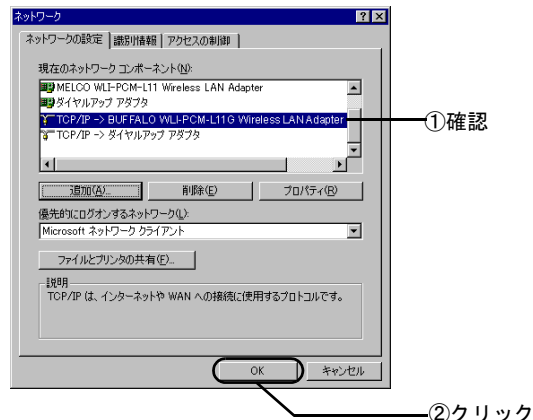 ネットワーク
ネットワークの設定 識別情報 アクセスの制御
現在のネットワーク コンポーネント(N):
MELCO WLI-PCM-L11 Wireless LAN Adapter
ダイヤルアップ アダプタ
TCP/IP -> BUFFALO WLI-PCM-L11G Wireless LAN Adapter
①確認
TCP/IP -> ダイヤルアップ アダプタ
追加(A)... 削除(E) プロパティ(R)
優先的にログオンするネットワーク(L):
Microsoft ネットワーク クライアント
ファイルとプリンタの共有(F)...
説明
TCP/IP は、インターネットや WAN への接続に使用するプロトコルです。
OK キャンセル
②クリック